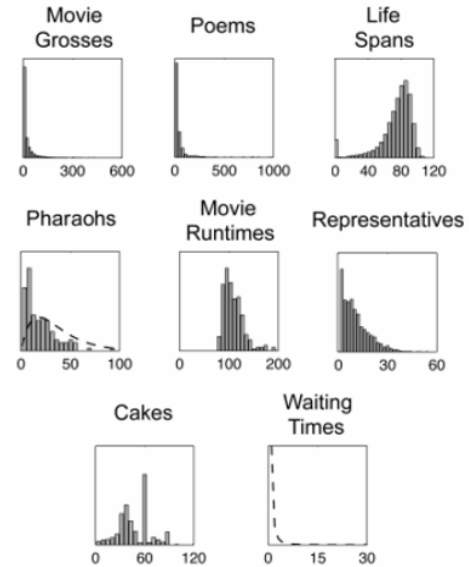 Movie
Grosses
Poems
Life
Spans
0 300 600
0 500 1000
0 40 80 120
Pharaohs
Movie
Runtimes
Representatives
0 50 100
0 100 200
0 30 60
Cakes
Waiting
Times
0 60 120
0 15 30